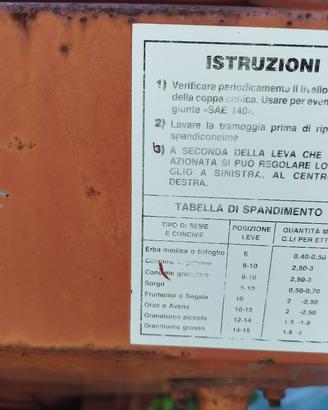 ISTRUZIONI
1) Verificare periodicamente il livello
della coppa conica. Usare per even
giunte «SAE 140».
2) Lavare la tramoggia prima di rip
spandiconcime
3) A SECONDA DELLA LEVA CHE
AZIONATA SI PUÒ REGOLARE LO
GLIO A SINISTRA, AL CENTR
DESTRA.
TABELLA DI SPANDIMENTO
TIPO DI SEME POSIZIONE QUANTITÀ M
E CONCIME LEVE Q.LI PER ETT
Erba medica o trifoglio 6 0,40-0,50
Concime 8-10 2,50-3
Concime granulare 8-10 2,50-3
Sorgo 0,50-0,70
Frumento o Segala 10 2 -2,50
Orzo o Avena 10-12 2 -2,50
Granoturco piccolo 12-14 1,5 -1,8
Granoturco grosso 14-15 1,8 -2